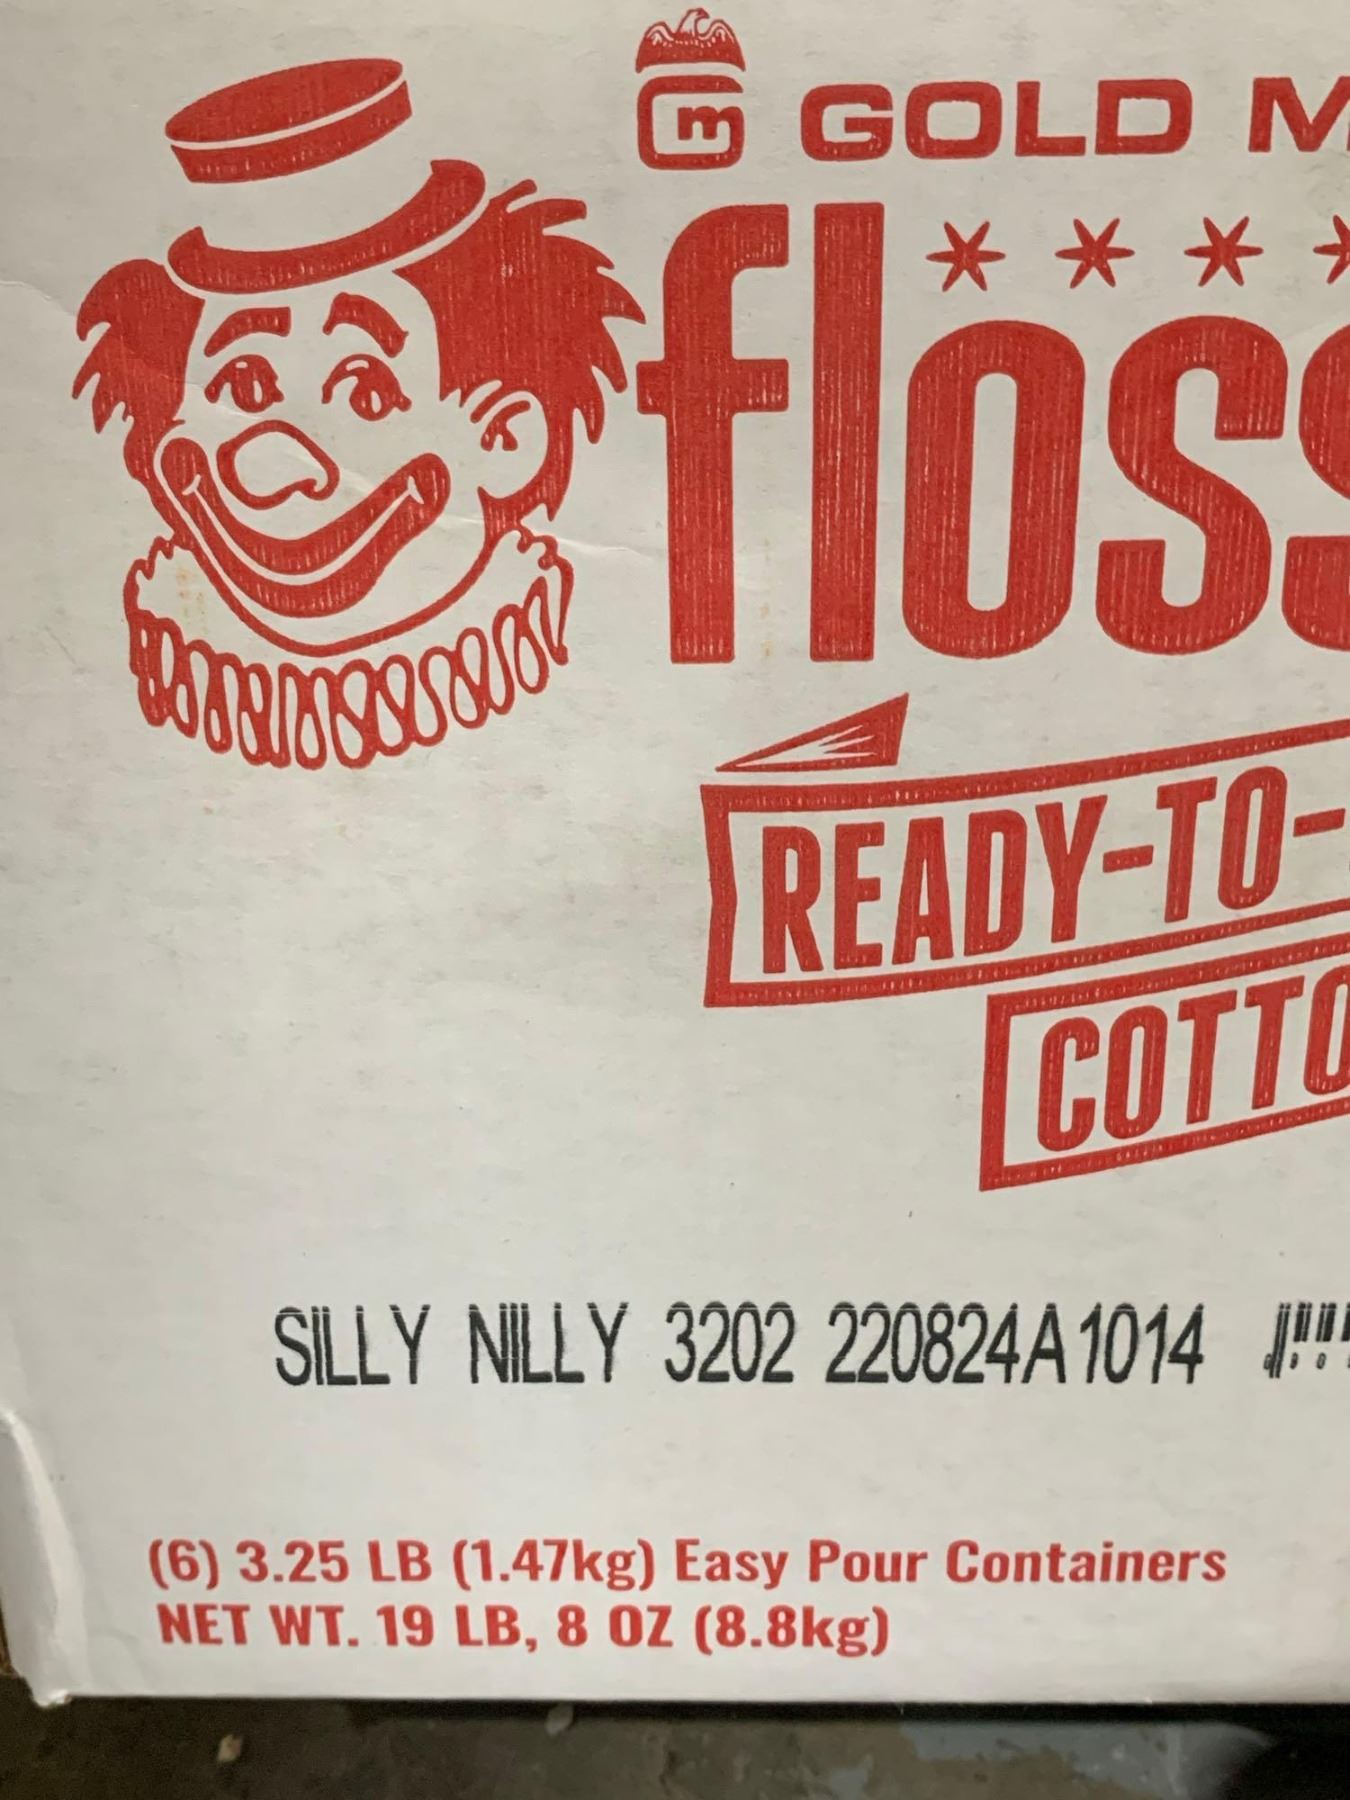 m GOLD M
floss
READY-TO-
COTTO
SILLY NILLY 3202 220824A1014
(6) 3.25 LB (1.47kg) Easy Pour Containers
NET WT. 19 LB, 8 OZ (8.8kg)